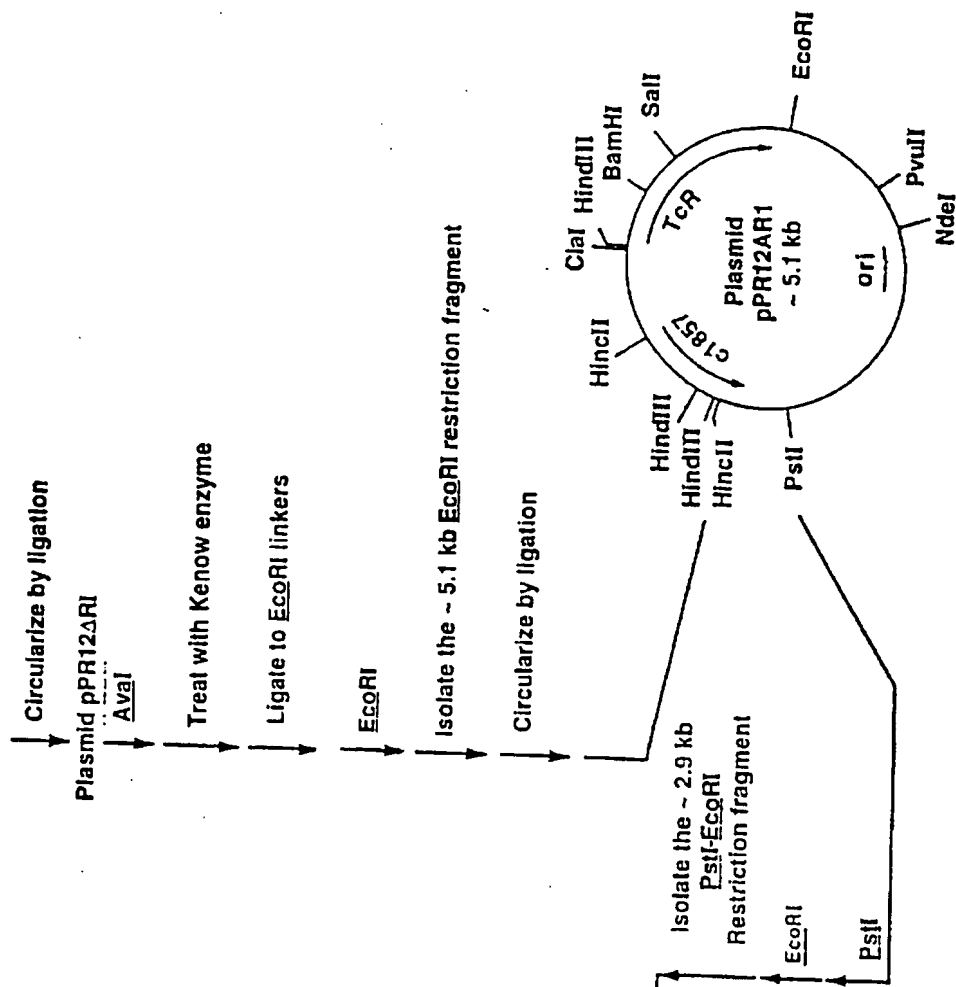 Circularize by ligation
Plasmid pPR12ΔRI
AvaI
Treat with Kenow enzyme
Ligate to EcoRI linkers
EcoRI
Isolate the ~ 5.1 kb EcoRI restriction fragment
Circularize by ligation
HincII
ClaI
HindIII
BamHI
SalI
EcoRI
PvuII
NdeI
PstI
HincII
HindIII
HindIII
c1857
TcR
Plasmid
pPR12AR1
~ 5.1 kb
ori
PstI
EcoRI
Isolate the ~ 2.9 kb
PstI-EcoRI
Restriction fragment